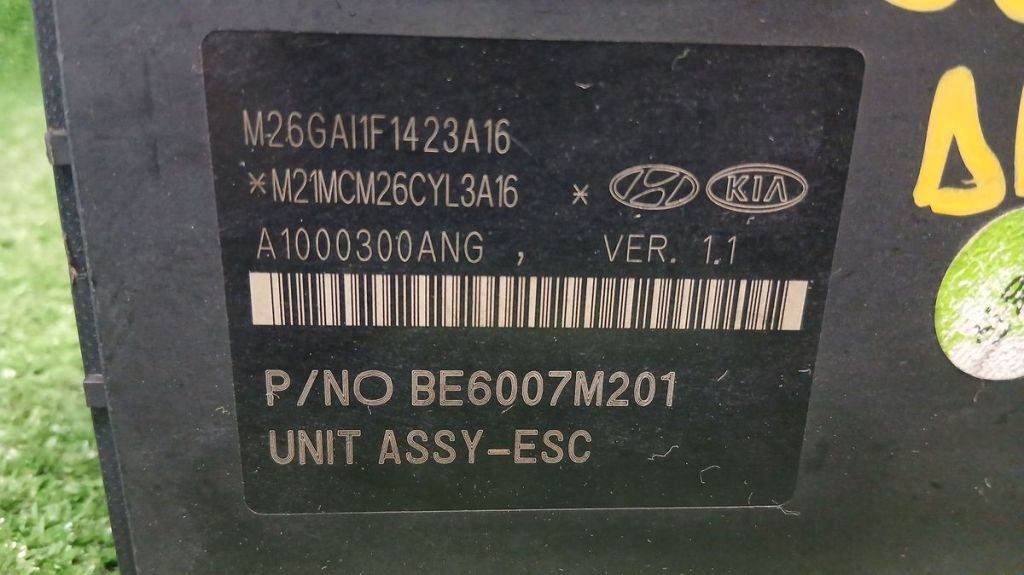 M26GAI1F1423A16
*M21MCM26CYL3A16 * KIA
A1000300ANG , VER. 1.1
P/NO BE6007M201
UNIT ASSY-ESC